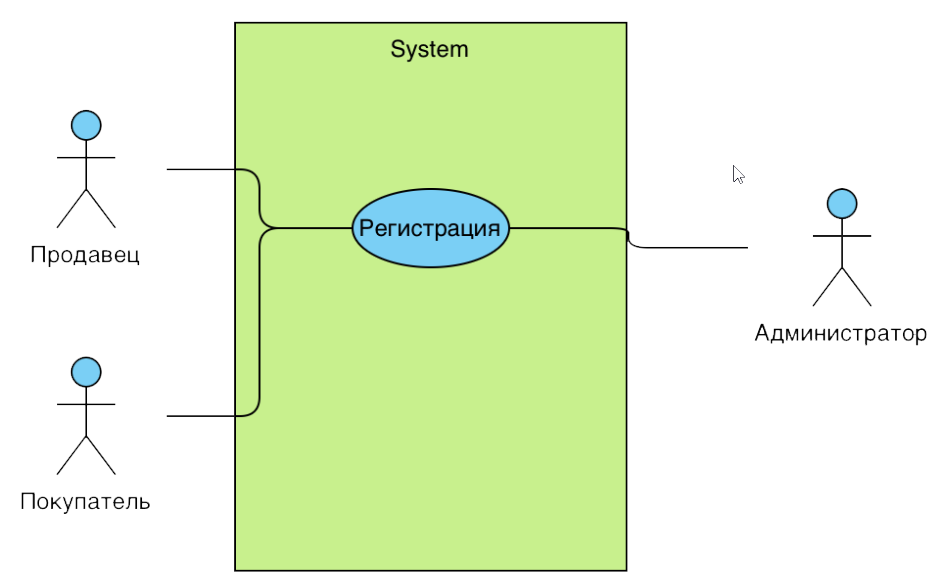 System
Продавец
Регистрация
Администратор
Покупатель